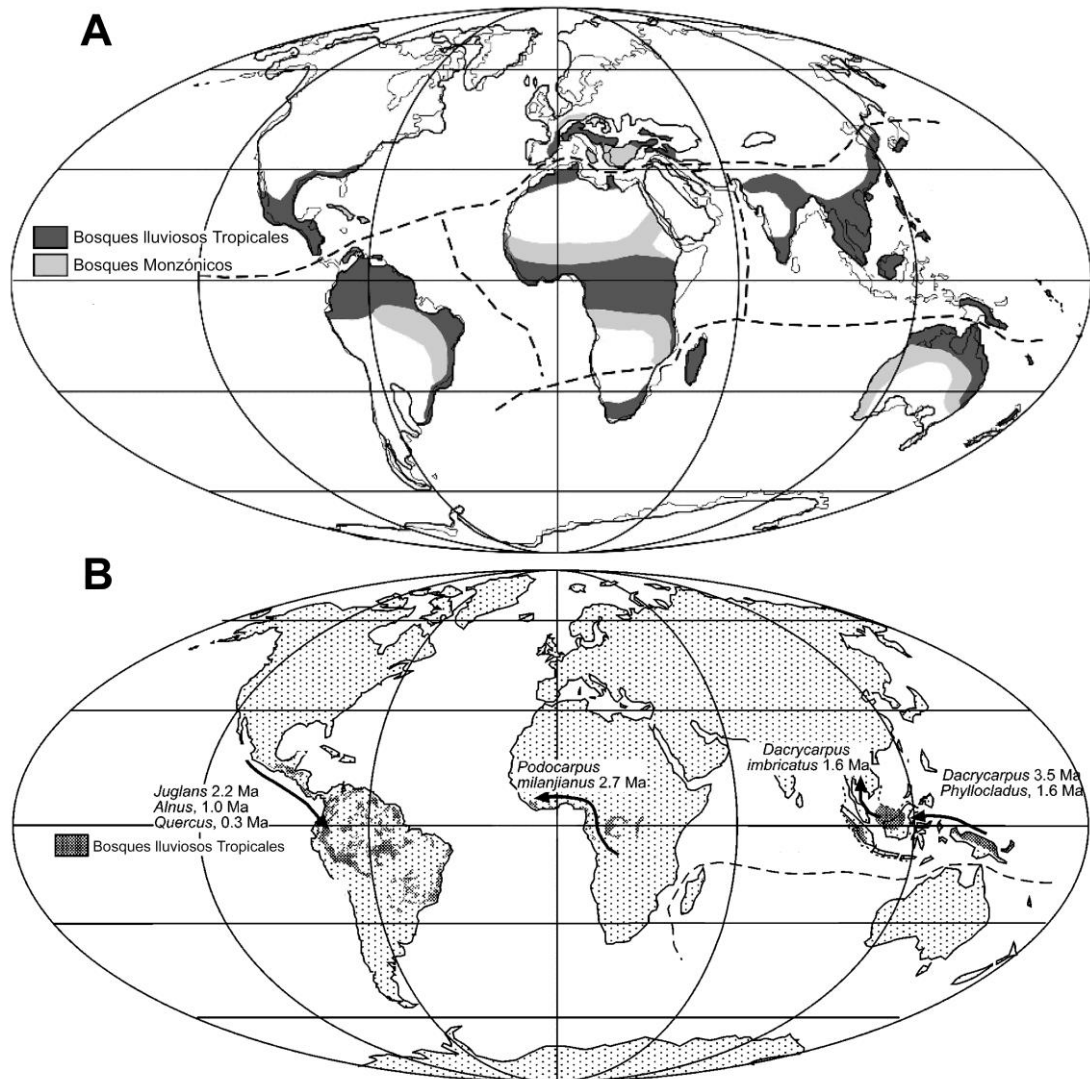 A
Bosques lluviosos Tropicales
Bosques Monzónicos
B
Juglans 2.2 Ma
Alnus, 1.0 Ma
Quercus, 0.3 Ma
Bosques lluviosos Tropicales
Podocarpus
milanjianus 2.7 Ma
Dacrycarpus
imbricatus 1.6 Ma
Dacrycarpus 3.5 Ma
Phyllocladus, 1.6 Ma